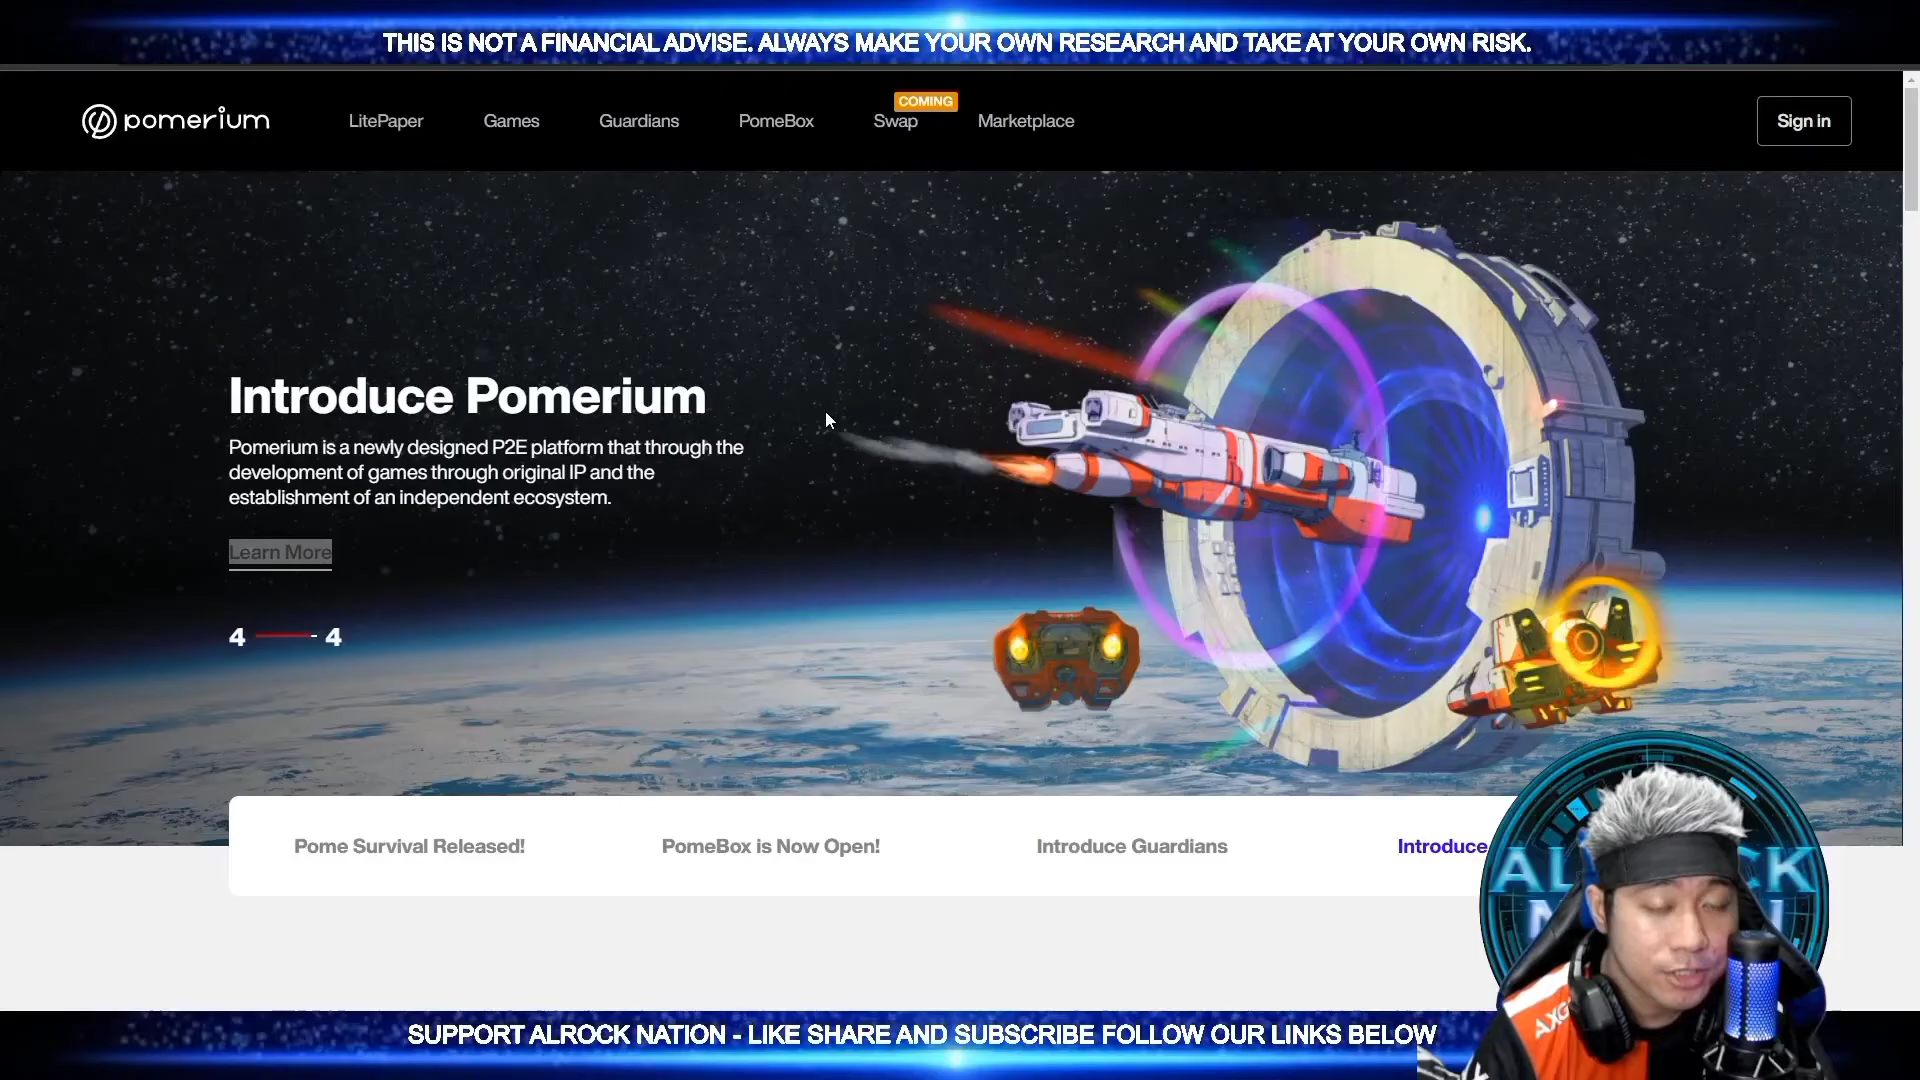 THIS IS NOT A FINANCIAL ADVISE. ALWAYS MAKE YOUR OWN RESEARCH AND TAKE AT YOUR OWN RISK.
pomerium
LitePaper
Games
Guardians
PomeBox
COMING
Swap
Marketplace
Sign in
Introduce Pomerium
Pomerium is a newly designed P2E platform that through the
development of games through original IP and the
establishment of an independent ecosystem.
Learn More
4 - 4
Pome Survival Released!
PomeBox is Now Open!
Introduce Guardians
Introduce
SUPPORT ALROCK NATION - LIKE SHARE AND SUBSCRIBE FOLLOW OUR LINKS BELOW